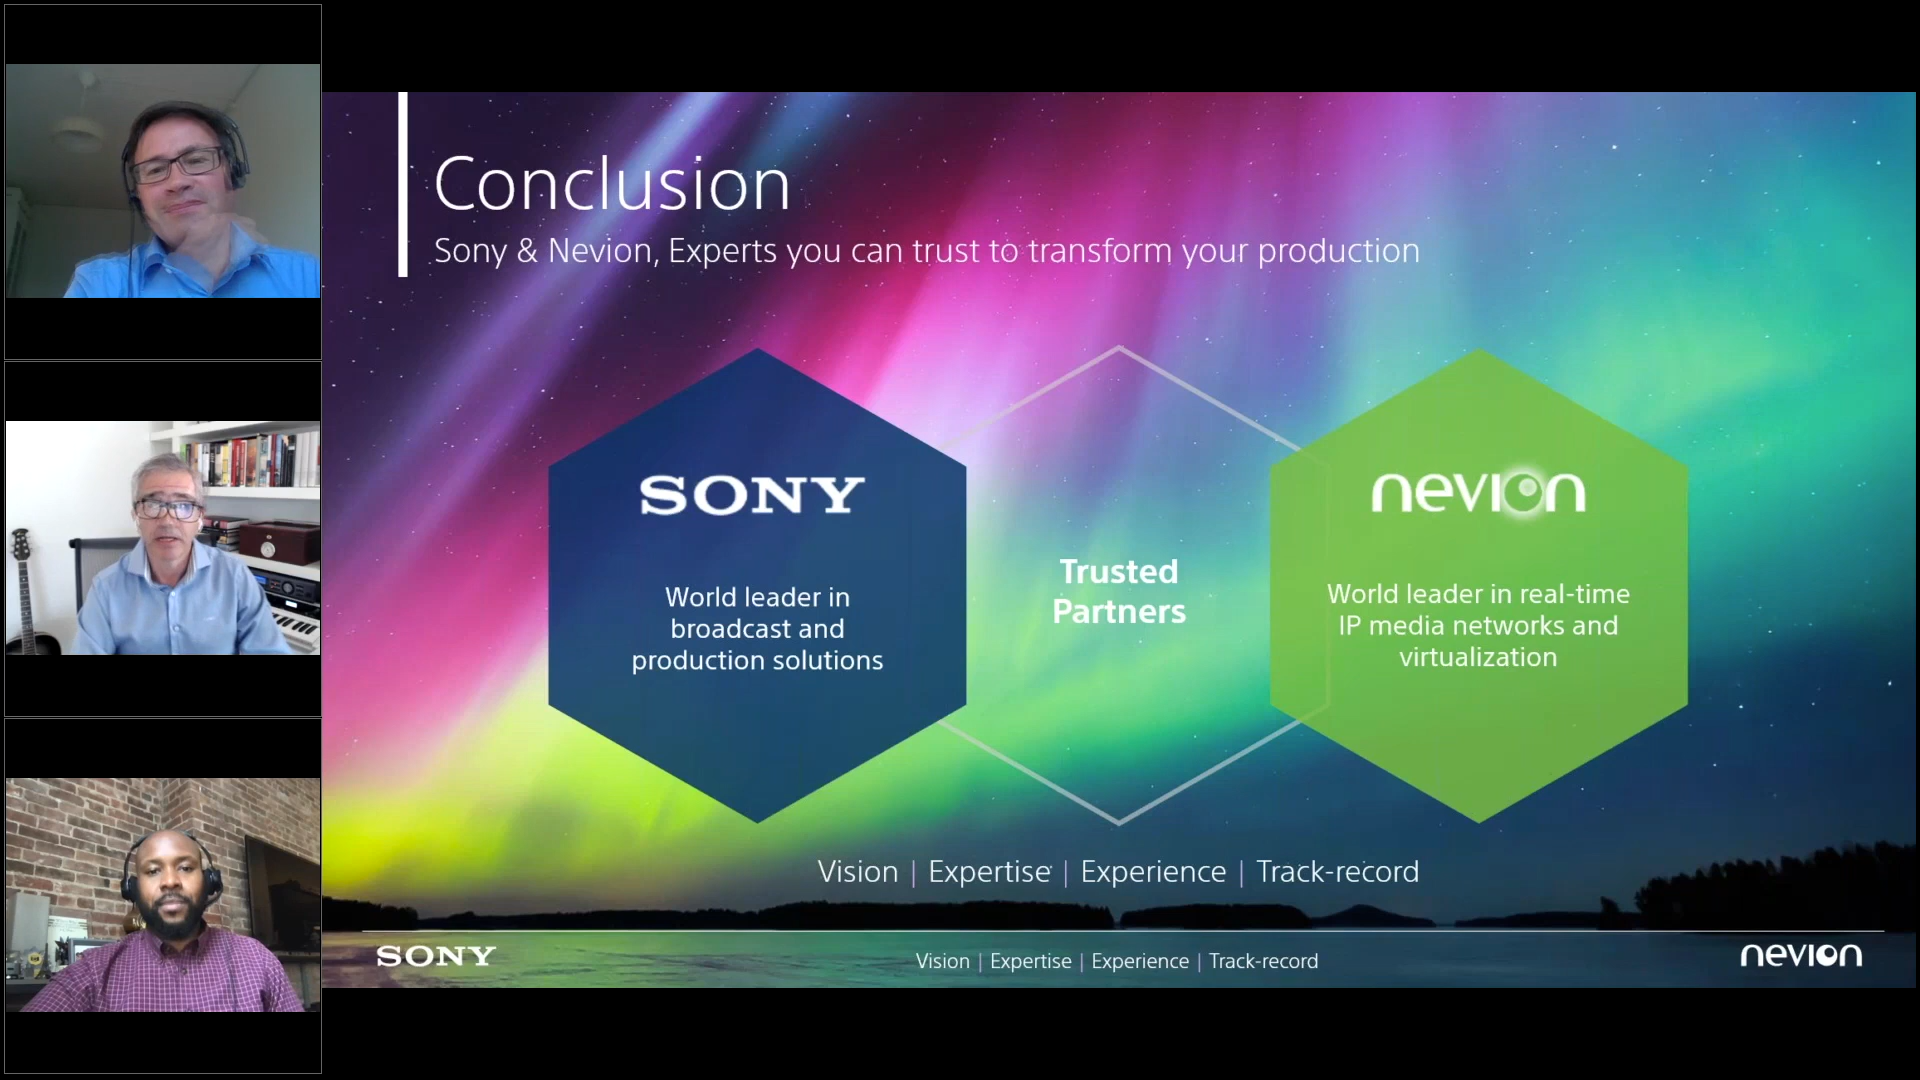 Conclusion
Sony & Nevion, Experts you can trust to transform your production
SONY
World leader in
broadcast and
production solutions
Trusted
Partners
nevion
World leader in real-time
IP media networks and
virtualization
Vision | Expertise | Experience | Track-record
SONY
Vision | Expertise | Experience | Track-record
nevion